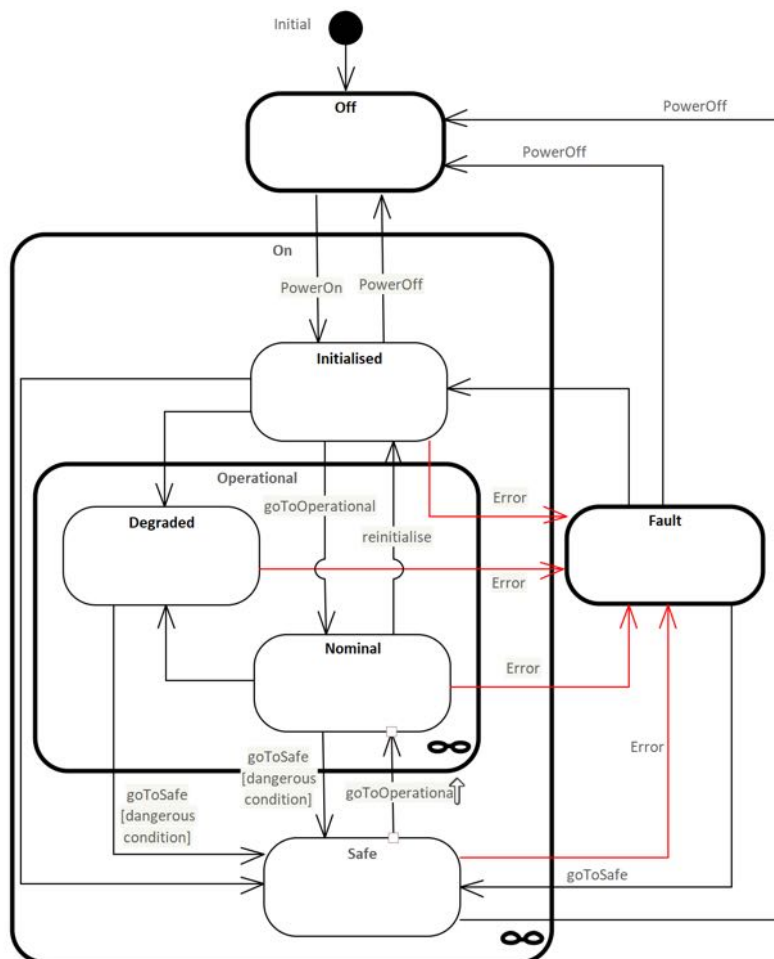 Initial
Off
PowerOff
PowerOff
On
PowerOn
PowerOff
Initialised
Operational
goToOperational
Degraded
Error
Fault
reinitialise
Error
Nominal
Error
goToSafe
[dangerous
condition]
goToOperational
Error
goToSafe
[dangerous
condition]
Safe
goToSafe